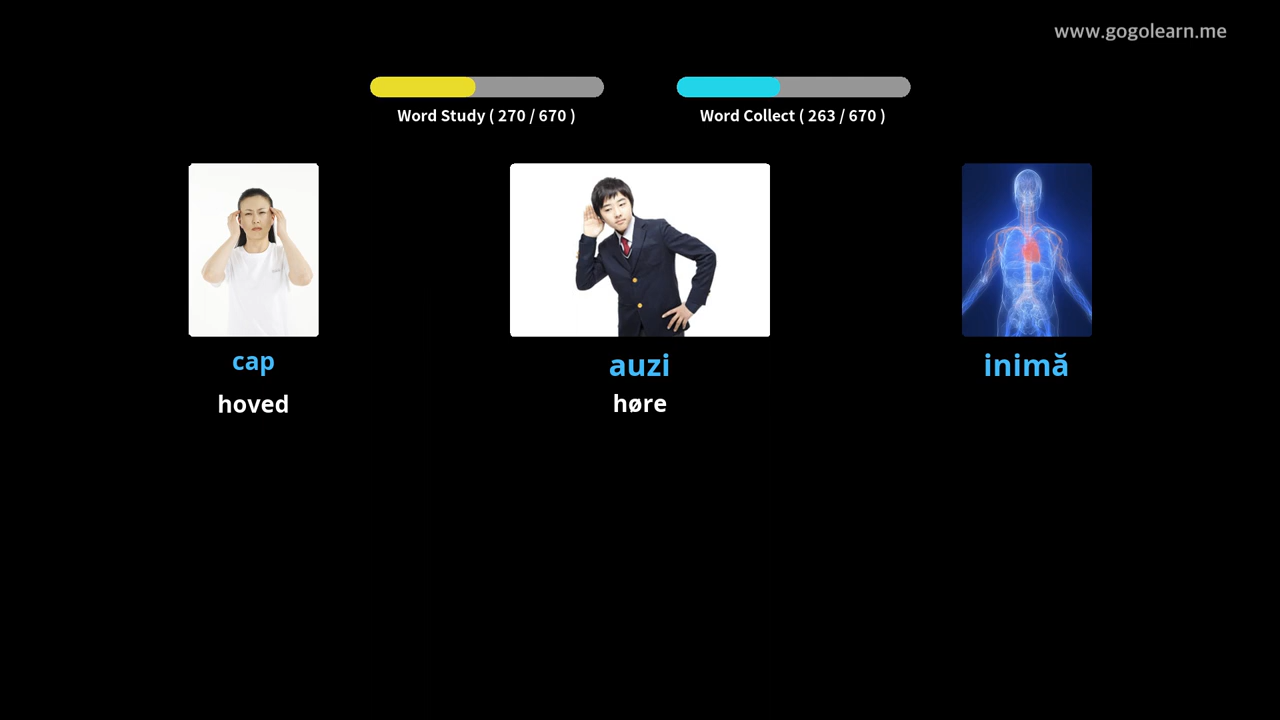 www.gogolearn.me
Word Study ( 270 / 670 )
Word Collect ( 263 / 670 )
cap
auzi
inimă
hoved
høre